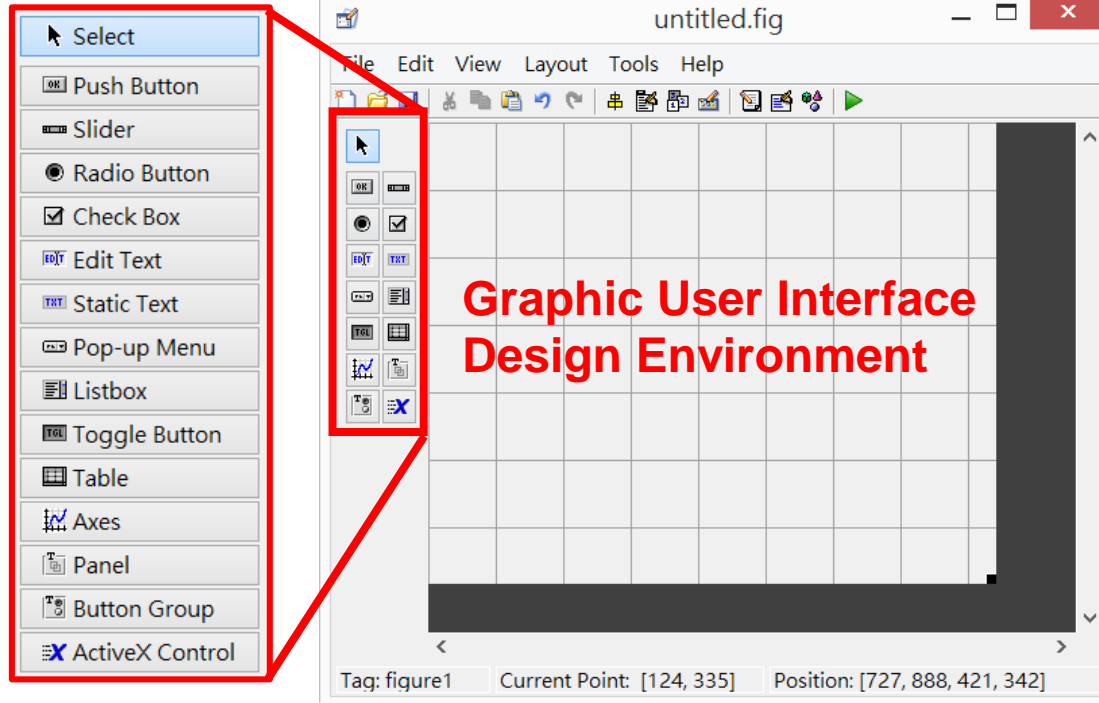 Select
Push Button
Slider
Radio Button
Check Box
Edit Text
Static Text
Pop-up Menu
Listbox
Toggle Button
Table
Axes
Panel
Button Group
ActiveX Control
untitled.fig
File Edit View Layout Tools Help
Graphic User Interface
Design Environment
Tag: figure1 Current Point: [124, 335] Position: [727, 888, 421, 342]